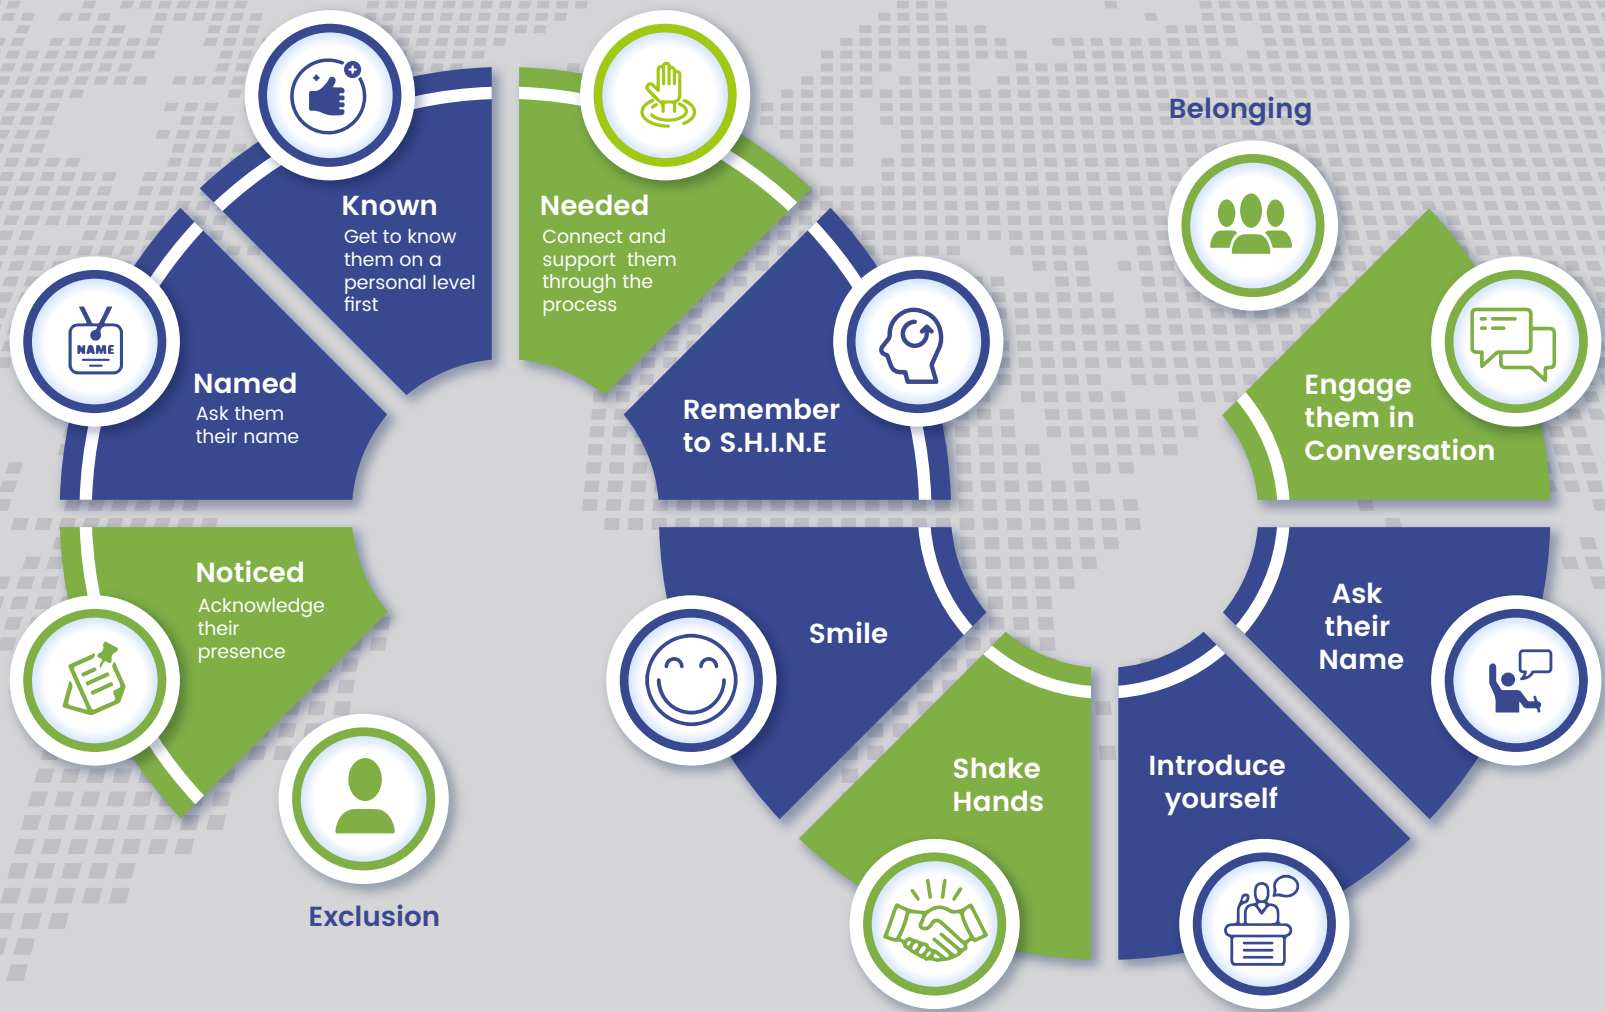 Exclusion
Noticed
Acknowledge
their
presence
NAME
Named
Ask them
their name
Known
Get to know
them on a
personal level
first
Needed
Connect and
support them
through the
process
Remember
to S.H.I.N.E
Smile
Shake
Hands
Introduce
yourself
Ask
their
Name
Engage
them in
Conversation
Belonging